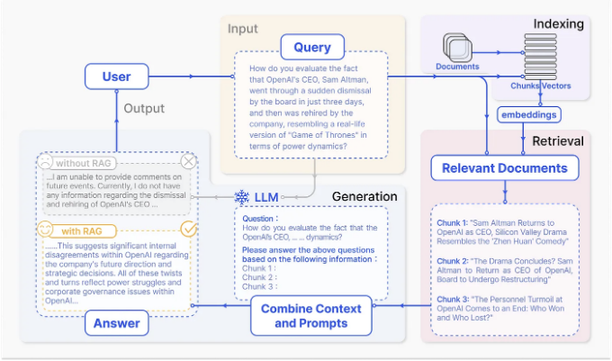 Input
Indexing
Query
User
How do you evaluate the fact
that OpenAI's CEO, Sam Altman,
went through a sudden dismissal
by the board in just three days,
and then was rehired by the
company, resembling a real-life
version of "Game of Thrones" in
terms of power dynamics?
Documents
Chunks Vectors
embeddings
Output
Retrieval
Relevant Documents
without RAG
...I am unable to provide comments on
future events. Currently, I do not have
any information regarding the dismissal
and rehiring of OpenAI's CEO ...
with RAG
......This suggests significant internal
disagreements within OpenAI regarding
the company's future direction and
strategic decisions. All of these twists
and turns reflect power struggles and
corporate governance issues within
OpenAI...
Answer
LLM
Generation
Question :
How do you evaluate the fact that the
OpenAI's CEO, ... ... dynamics?
Please answer the above questions
based on the following information :
Chunk 1 :
Chunk 2 :
Chunk 3 :
Combine Context
and Prompts
Chunk 1: "Sam Altman Returns to
OpenAI as CEO, Silicon Valley Drama
Resembles the 'Zhen Huan' Comedy"
Chunk 2: "The Drama Concludes? Sam
Altman to Return as CEO of OpenAI,
Board to Undergo Restructuring"
Chunk 3: "The Personnel Turmoil at
OpenAI Comes to an End: Who Won
and Who Lost?"